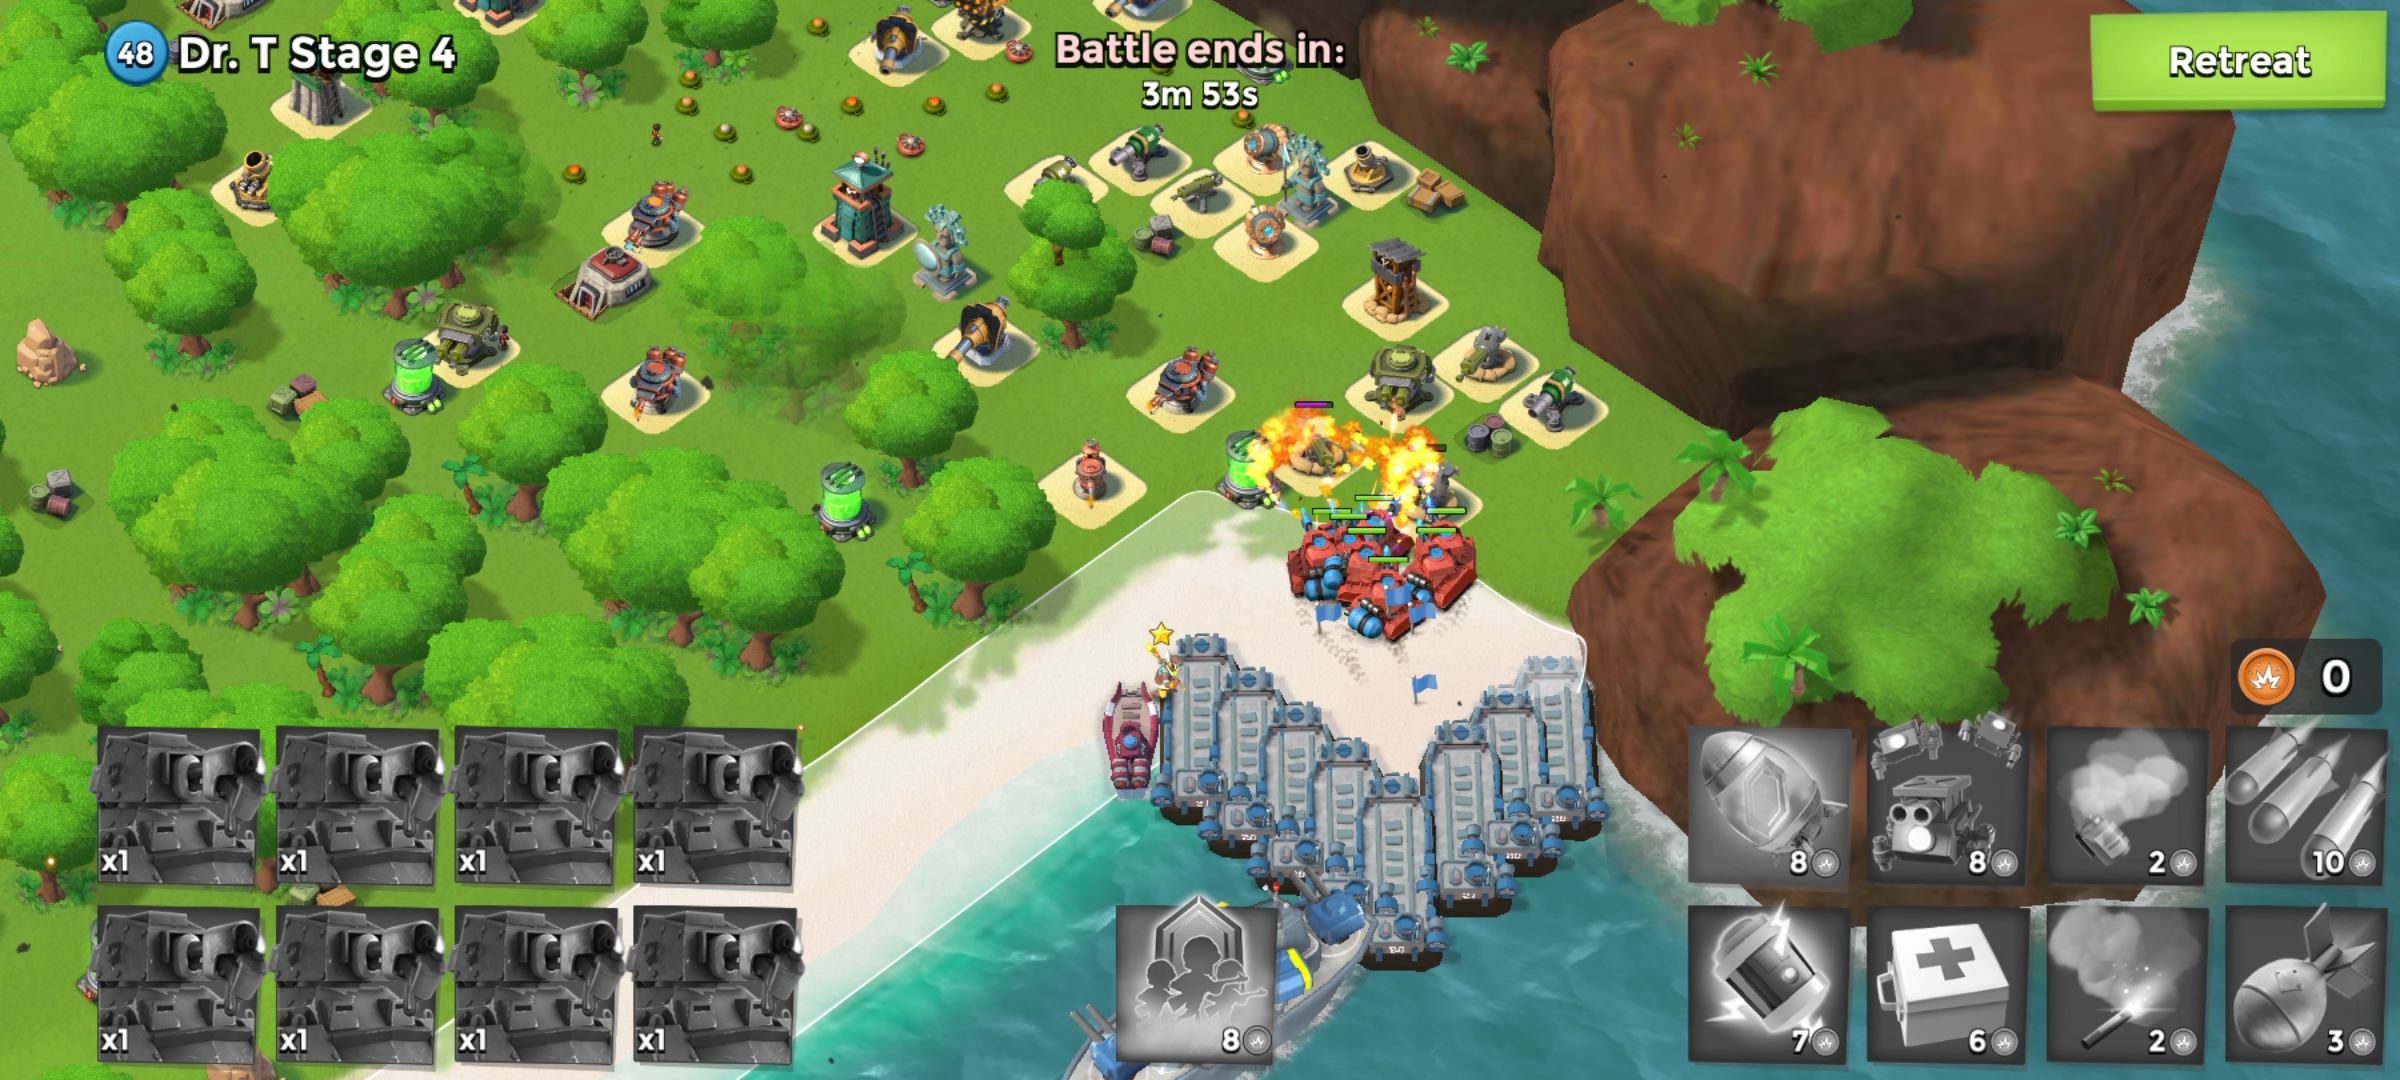 48 Dr. T Stage 4
Battle ends in:
3m 53s
Retreat
0
x1 x1 x1 x1
8 8 2 10
x1 x1 x1 x1
8
7 6 2 3